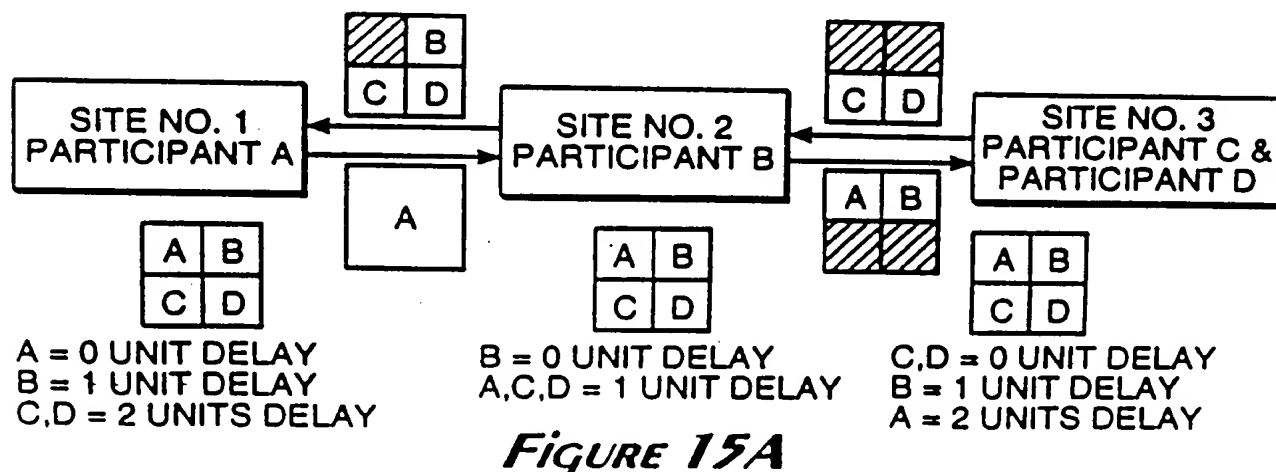 B
C D
C D
SITE NO. 1
PARTICIPANT A
SITE NO. 2
PARTICIPANT B
SITE NO. 3
PARTICIPANT C &
PARTICIPANT D
A
A B
A B
C D
A B
C D
A B
C D
A = 0 UNIT DELAY
B = 1 UNIT DELAY
C,D = 2 UNITS DELAY
B = 0 UNIT DELAY
A,C,D = 1 UNIT DELAY
C,D = 0 UNIT DELAY
B = 1 UNIT DELAY
A = 2 UNITS DELAY
FIGURE 15A